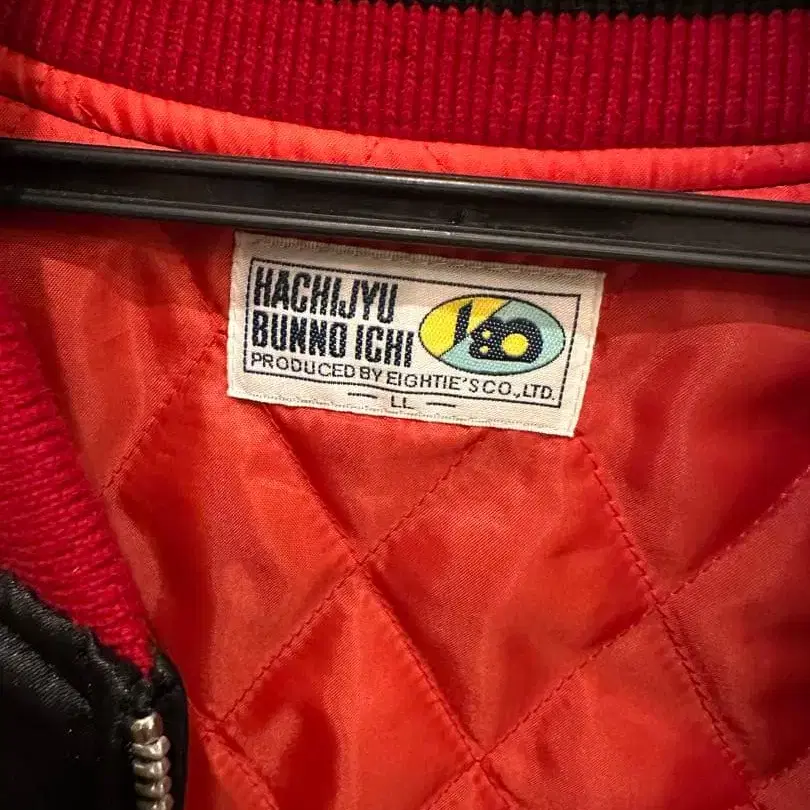 HACHIJYU
BUNNO ICHI
1/80
PRODUCED BY EIGHTIE'S CO., LTD.
LL